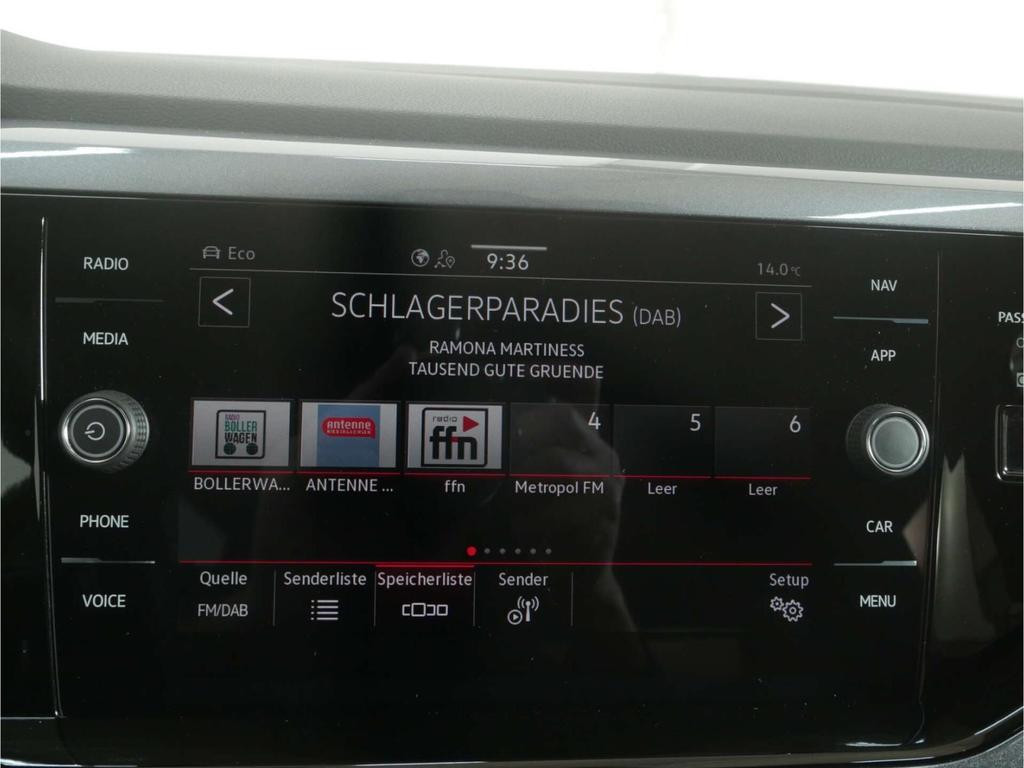 RADIO
MEDIA
PHONE
VOICE
Eco
9:36
14.0°C
SCHLAGERPARADIES (DAB)
RAMONA MARTINESS
TAUSEND GUTE GRUENDE
RADIO
BOLLER
WAGEN
antenne
radio
ffn
4
5
6
BOLLERWA...
ANTENNE ...
ffn
Metropol FM
Leer
Leer
Quelle
FM/DAB
Senderliste
Speicherliste
Sender
Setup
NAV
APP
CAR
MENU
PASS